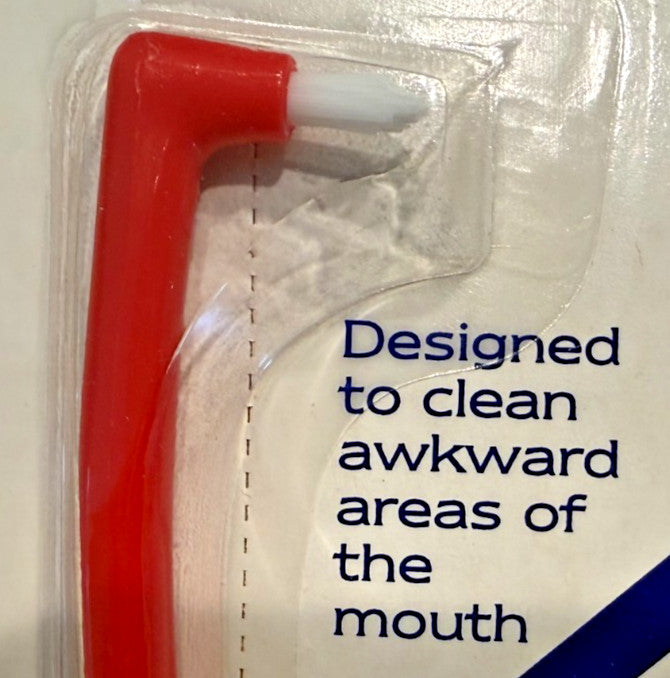 Designed
to clean
awkward
areas of
the
mouth